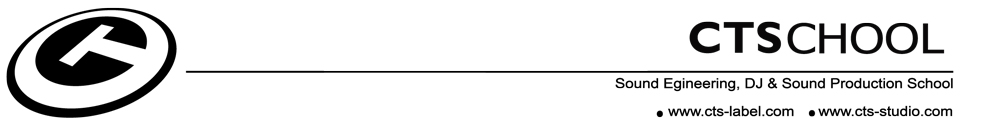 CTSCHOOL
Sound Egineering, DJ & Sound Production School
• www.cts-label.com • www.cts-studio.com